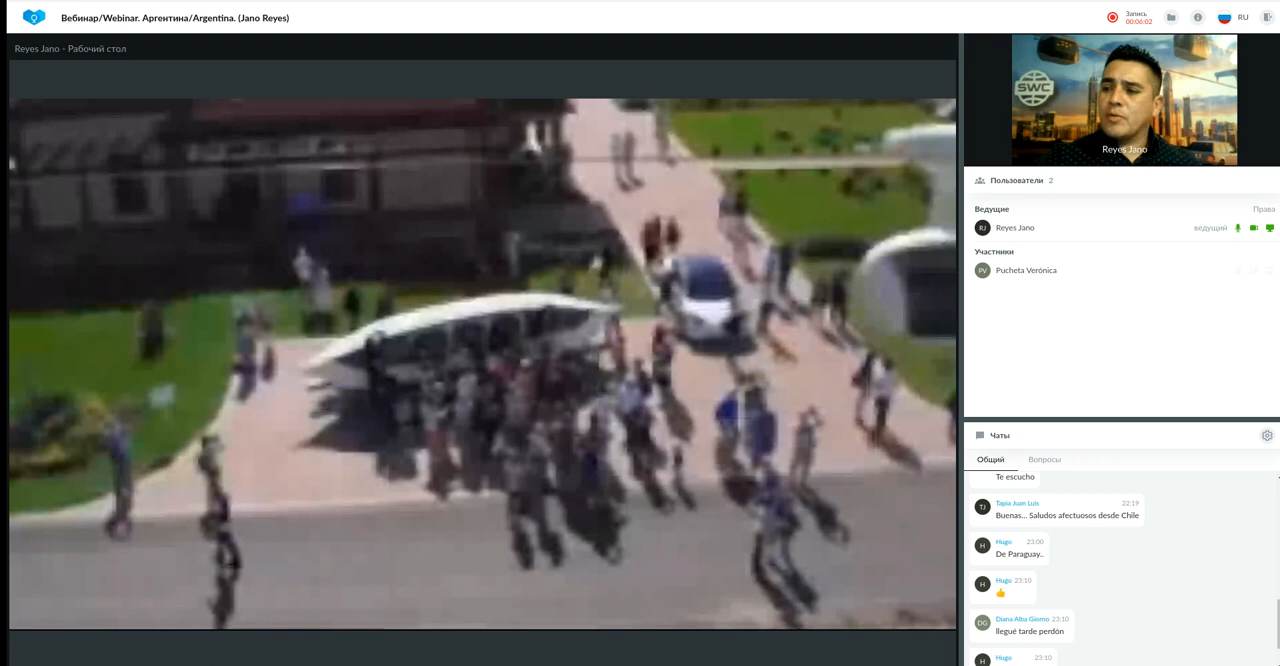 Вебинар/Webinar. Аргентина/Argentina. (Jano Reyes)
Запись
00:06:02
RU
Reyes Jano - Рабочий стол
SWC
Reyes Jano
Пользователи 2
Ведущие Права
RJ Reyes Jano ведущий
Участники
PV Pucheta Verónica
Чаты
Общий Вопросы
Te escucho
TJ Tapia Juan Luis 22:19
Buenas... Saludos afectuosos desde Chile
H Hugo 23:00
De Paraguay..
H Hugo 23:10
👍
DG Diana Alba Giorno 23:10
llegué tarde perdón
H Hugo 23:10